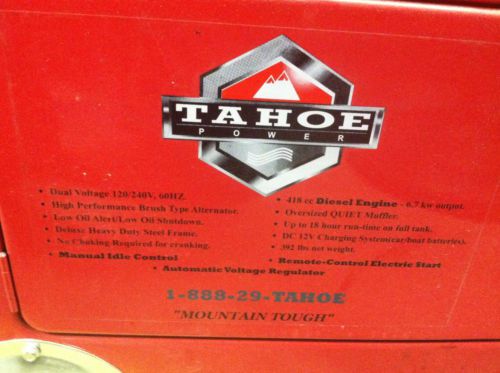 TAHOE
POWER
• Dual Voltage 120/240V, 60HZ.
• High Performance Brush Type Alternator.
• Low Oil Alert/Low Oil Shutdown.
• Deluxe Heavy Duty Steel Frame.
• No Choking Required for cranking.
• Manual Idle Control
• 418 cc Diesel Engine - 6.7 kw output.
• Oversized QUIET Muffler.
• Up to 18 hour run-time on full tank.
• DC 12V Charging System(car/boat batteries).
• 392 lbs net weight.
• Remote-Control Electric Start
• Automatic Voltage Regulator
1-888-29-TAHOE
"MOUNTAIN TOUGH"